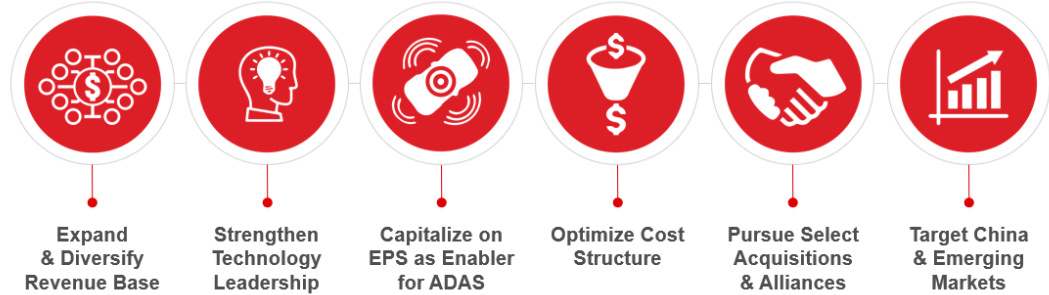 $
$
$
Expand
& Diversify
Revenue Base
Strengthen
Technology
Leadership
Capitalize on
EPS as Enabler
for ADAS
Optimize Cost
Structure
Pursue Select
Acquisitions
& Alliances
Target China
& Emerging
Markets